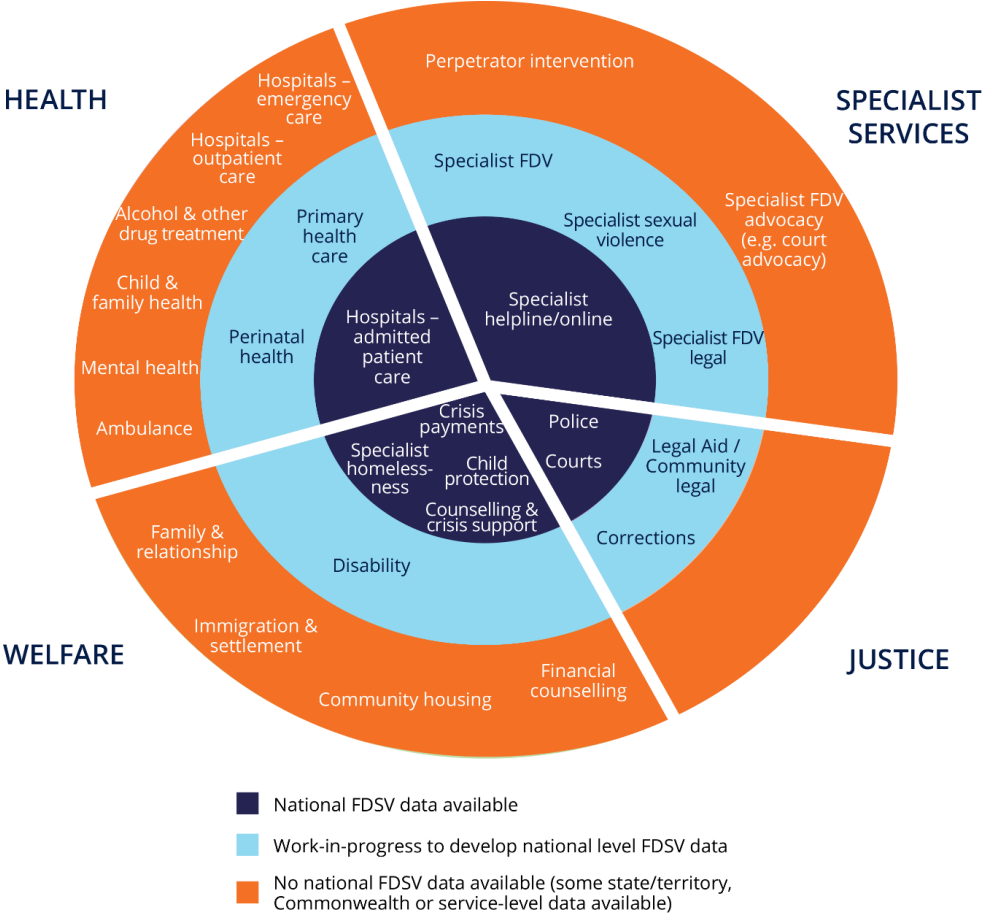 HEALTH
SPECIALIST
SERVICES
Perpetrator intervention
Hospitals –
emergency
care
Hospitals –
outpatient
care
Alcohol & other
drug treatment
Child &
family health
Mental health
Ambulance
Primary
health
care
Perinatal
health
Hospitals –
admitted
patient
care
Specialist FDV
Specialist sexual
violence
Specialist FDV
advocacy
(e.g. court
advocacy)
Specialist
helpline/online
Specialist FDV
legal
Crisis
payments
Specialist
homeless-
ness
Child
protection
Counselling &
crisis support
Police
Courts
Legal Aid /
Community
legal
Corrections
Disability
Family &
relationship
Immigration &
settlement
Community housing
Financial
counselling
WELFARE
JUSTICE
National FDSV data available
Work-in-progress to develop national level FDSV data
No national FDSV data available (some state/territory,
Commonwealth or service-level data available)